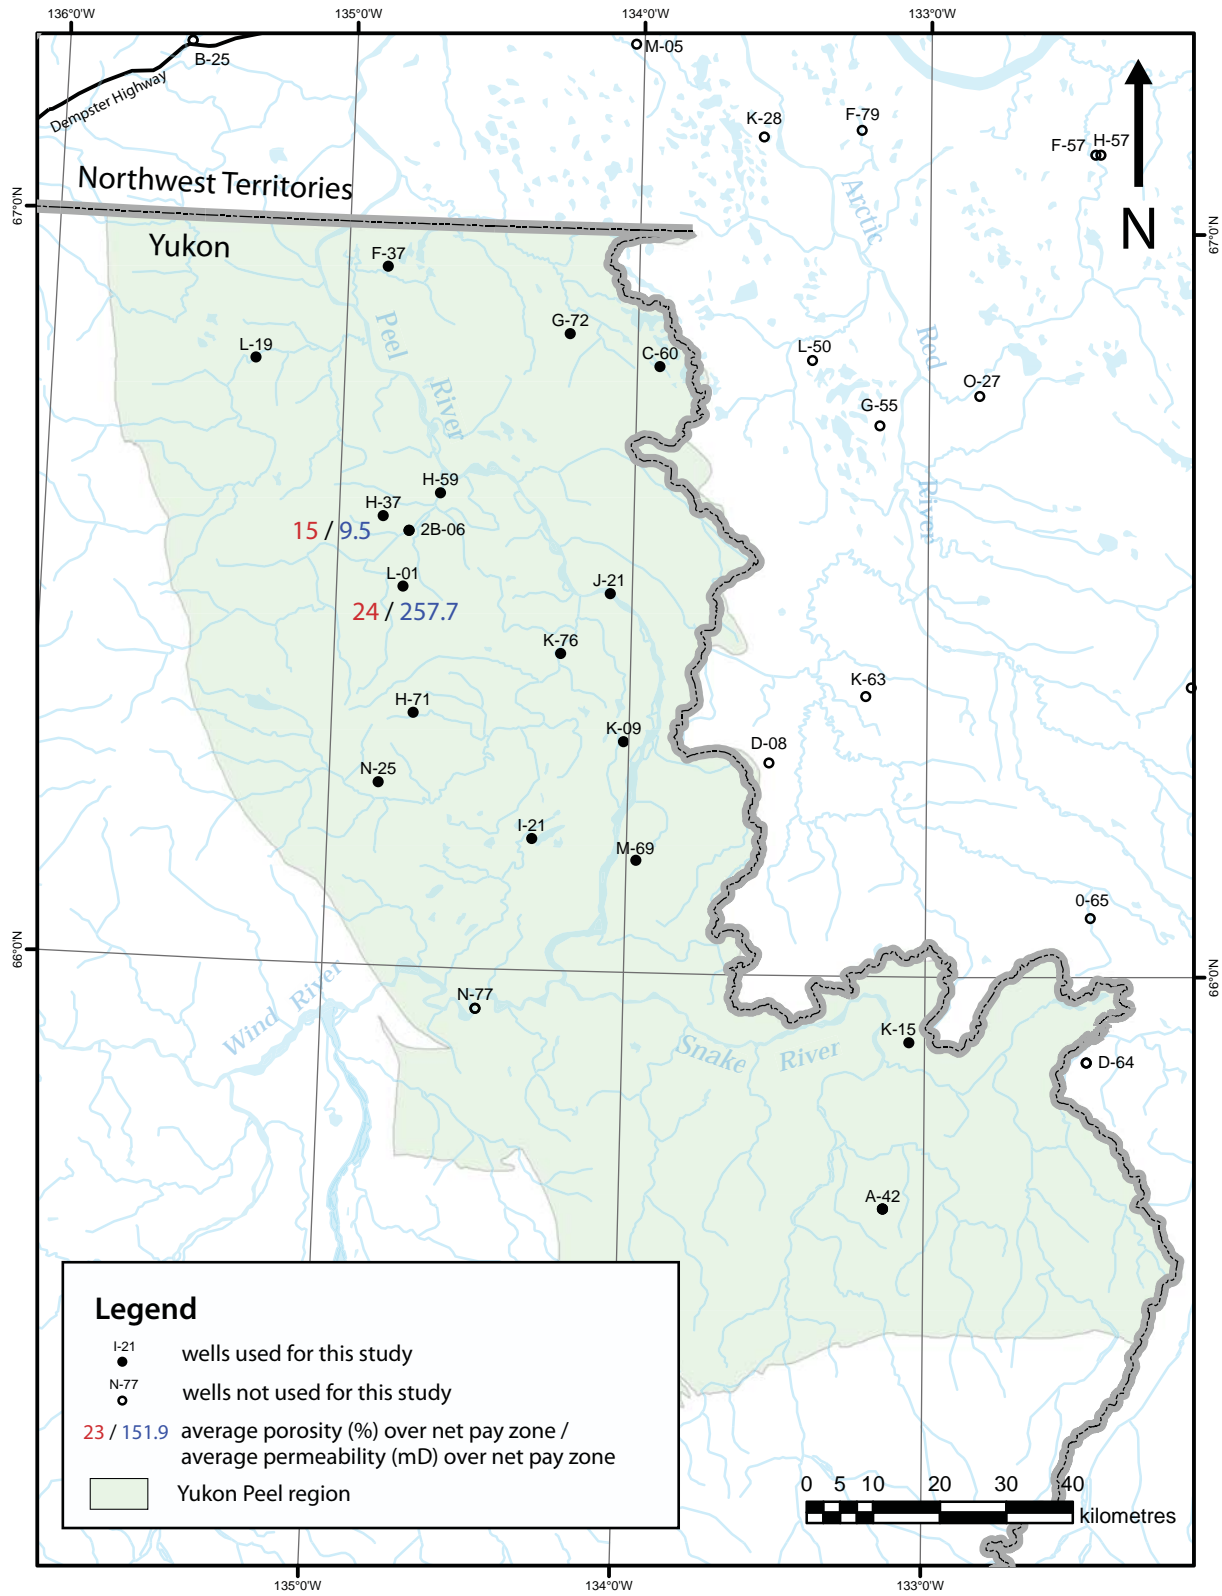 136°0'W 135°0'W 134°0'W 133°0'W
B-25
M-05
Dempster Highway
K-28
F-79
F-57 H-57
Arctic
Northwest Territories
N
67°0'N
67°0'N
Yukon
F-37
Peel
River
G-72
L-19
C-60
Red
River
L-50
O-27
G-55
H-59
H-37
15 / 9.5
2B-06
L-01
24 / 257.7
J-21
K-76
K-63
H-71
K-09
D-08
N-25
I-21
M-69
0-65
66°0'N
66°0'N
Wind River
N-77
Snake River
K-15
D-64
A-42
Legend
I-21
wells used for this study
N-77
wells not used for this study
23 / 151.9 average porosity (%) over net pay zone /
average permeability (mD) over net pay zone
Yukon Peel region
0 5 10 20 30 40
kilometres
135°0'W 134°0'W 133°0'W